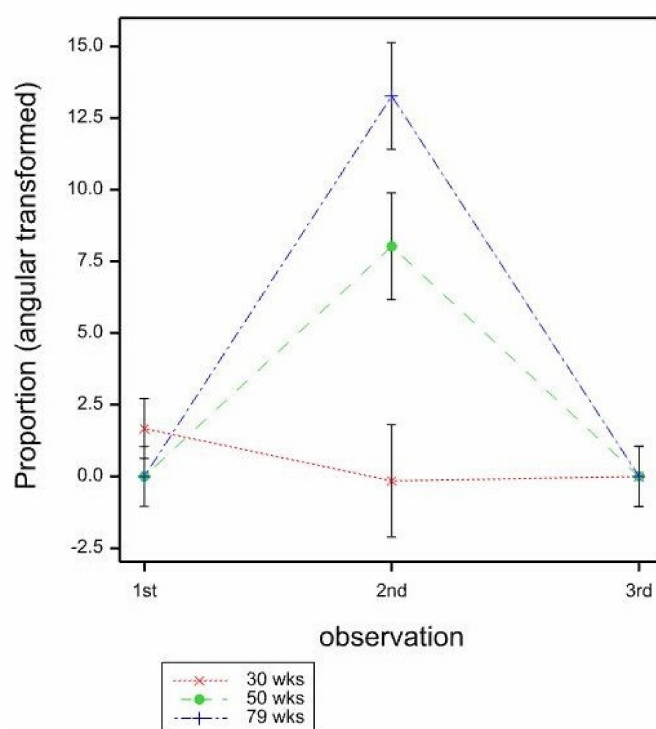 Proportion (angular transformed)
15.0
12.5
10.0
7.5
5.0
2.5
0.0
-2.5
1st 2nd 3rd
observation
30 wks
50 wks
79 wks